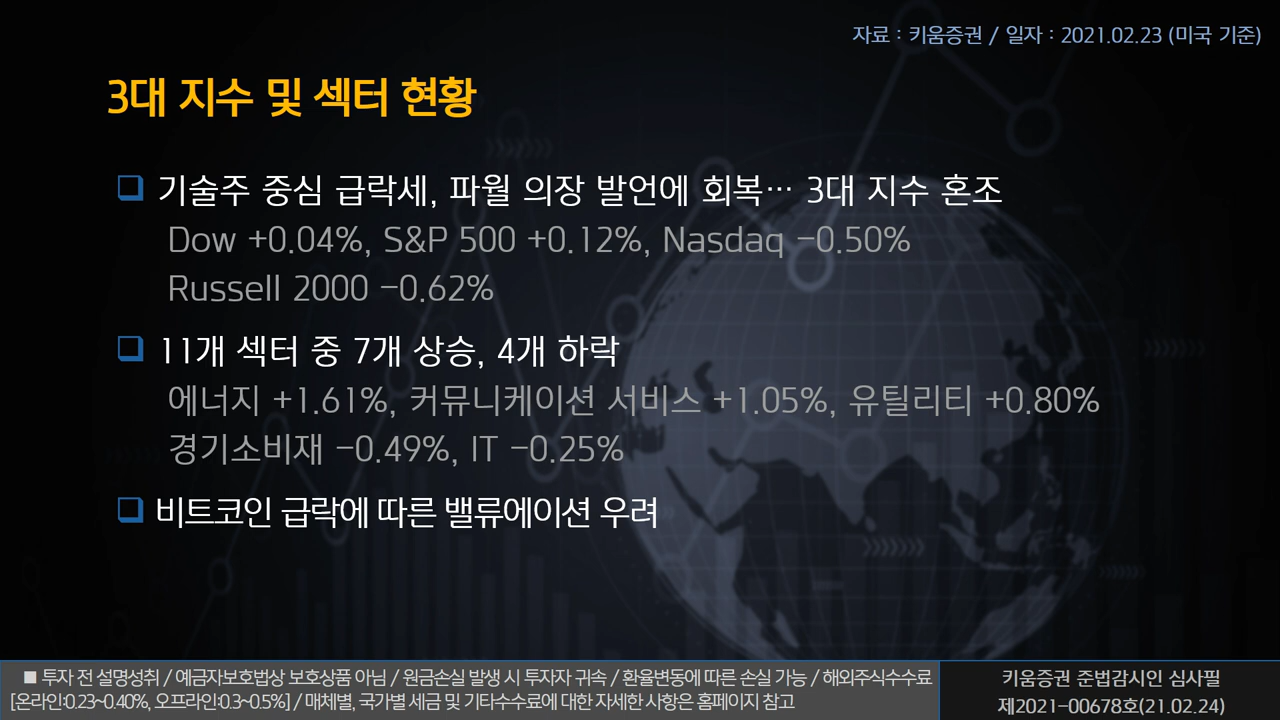 자료 : 키움증권 / 일자 : 2021.02.23 (미국 기준)
3대 지수 및 섹터 현황
❑ 기술주 중심 급락세, 파월 의장 발언에 회복… 3대 지수 혼조
Dow +0.04%, S&P 500 +0.12%, Nasdaq −0.50%
Russell 2000 −0.62%
❑ 11개 섹터 중 7개 상승, 4개 하락
에너지 +1.61%, 커뮤니케이션 서비스 +1.05%, 유틸리티 +0.80%
경기소비재 −0.49%, IT −0.25%
❑ 비트코인 급락에 따른 밸류에이션 우려
■ 투자 전 설명성취 / 예금자보호법상 보호상품 아님 / 원금손실 발생 시 투자자 귀속 / 환율변동에 따른 손실 가능 / 해외주식수수료
[온라인:0.23~0.40%, 오프라인:0.3~0.5%] / 매체별, 국가별 세금 및 기타수수료에 대한 자세한 사항은 홈페이지 참고
키움증권 준법감시인 심사필
제2021-00678호(21.02.24)